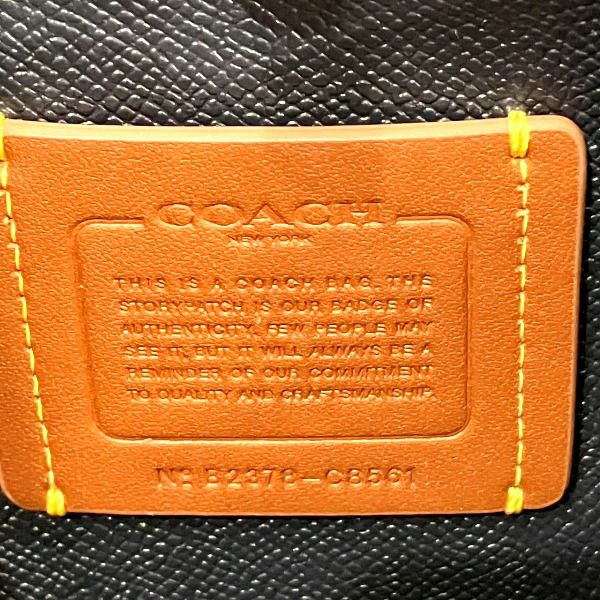 COACH
NEW YORK
THIS IS A COACH BAG. THE
STORYPATCH IS OUR BADGE OF
AUTHENTICITY. FEW PEOPLE MAY
SEE IT, BUT IT WILL ALWAYS BE A
REMINDER OF OUR COMMITMENT
TO QUALITY AND CRAFTSMANSHIP.
No B2378-C8561